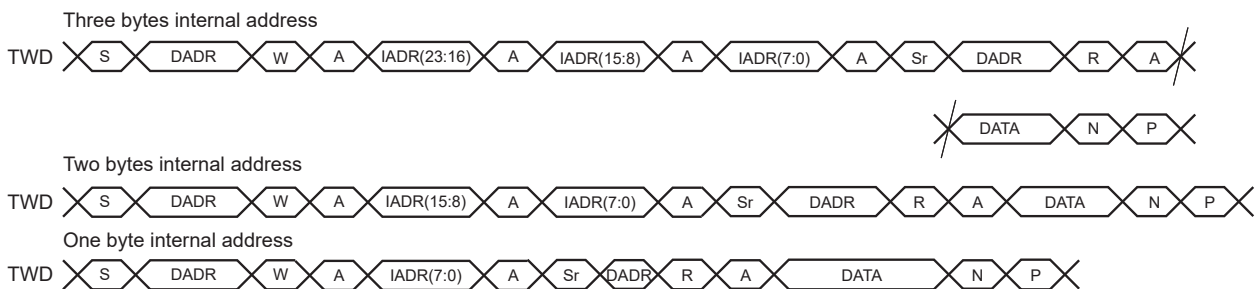 Three bytes internal address
TWD S DADR W A IADR(23:16) A IADR(15:8) A IADR(7:0) A Sr DADR R A
DATA N P
Two bytes internal address
TWD S DADR W A IADR(15:8) A IADR(7:0) A Sr DADR R A DATA N P
One byte internal address
TWD S DADR W A IADR(7:0) A Sr DADR R A DATA N P